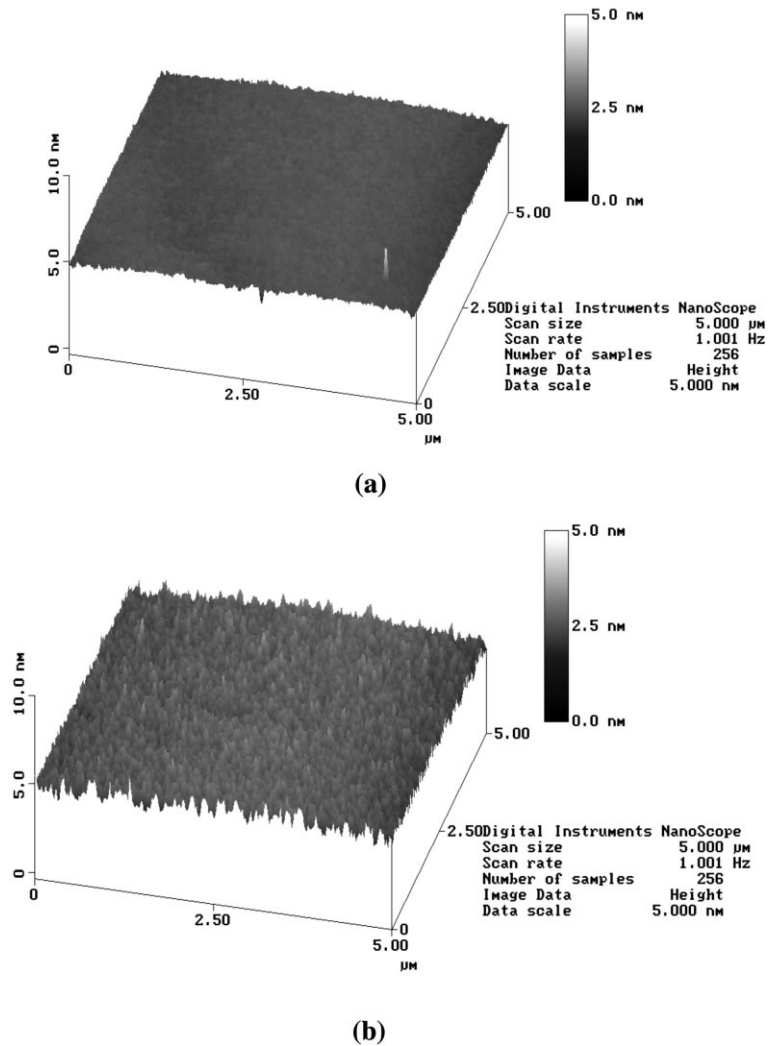 5.0 nm
2.5 nm
0.0 nm
10.0 nm
5.0
0
0
2.50
5.00
µm
5.00
2.50
0
Digital Instruments NanoScope
Scan size 5.000 µm
Scan rate 1.001 Hz
Number of samples 256
Image Data Height
Data scale 5.000 nm
(a)
5.0 nm
2.5 nm
0.0 nm
10.0 nm
5.0
0
0
2.50
5.00
µm
5.00
2.50
0
Digital Instruments NanoScope
Scan size 5.000 µm
Scan rate 1.001 Hz
Number of samples 256
Image Data Height
Data scale 5.000 nm
(b)